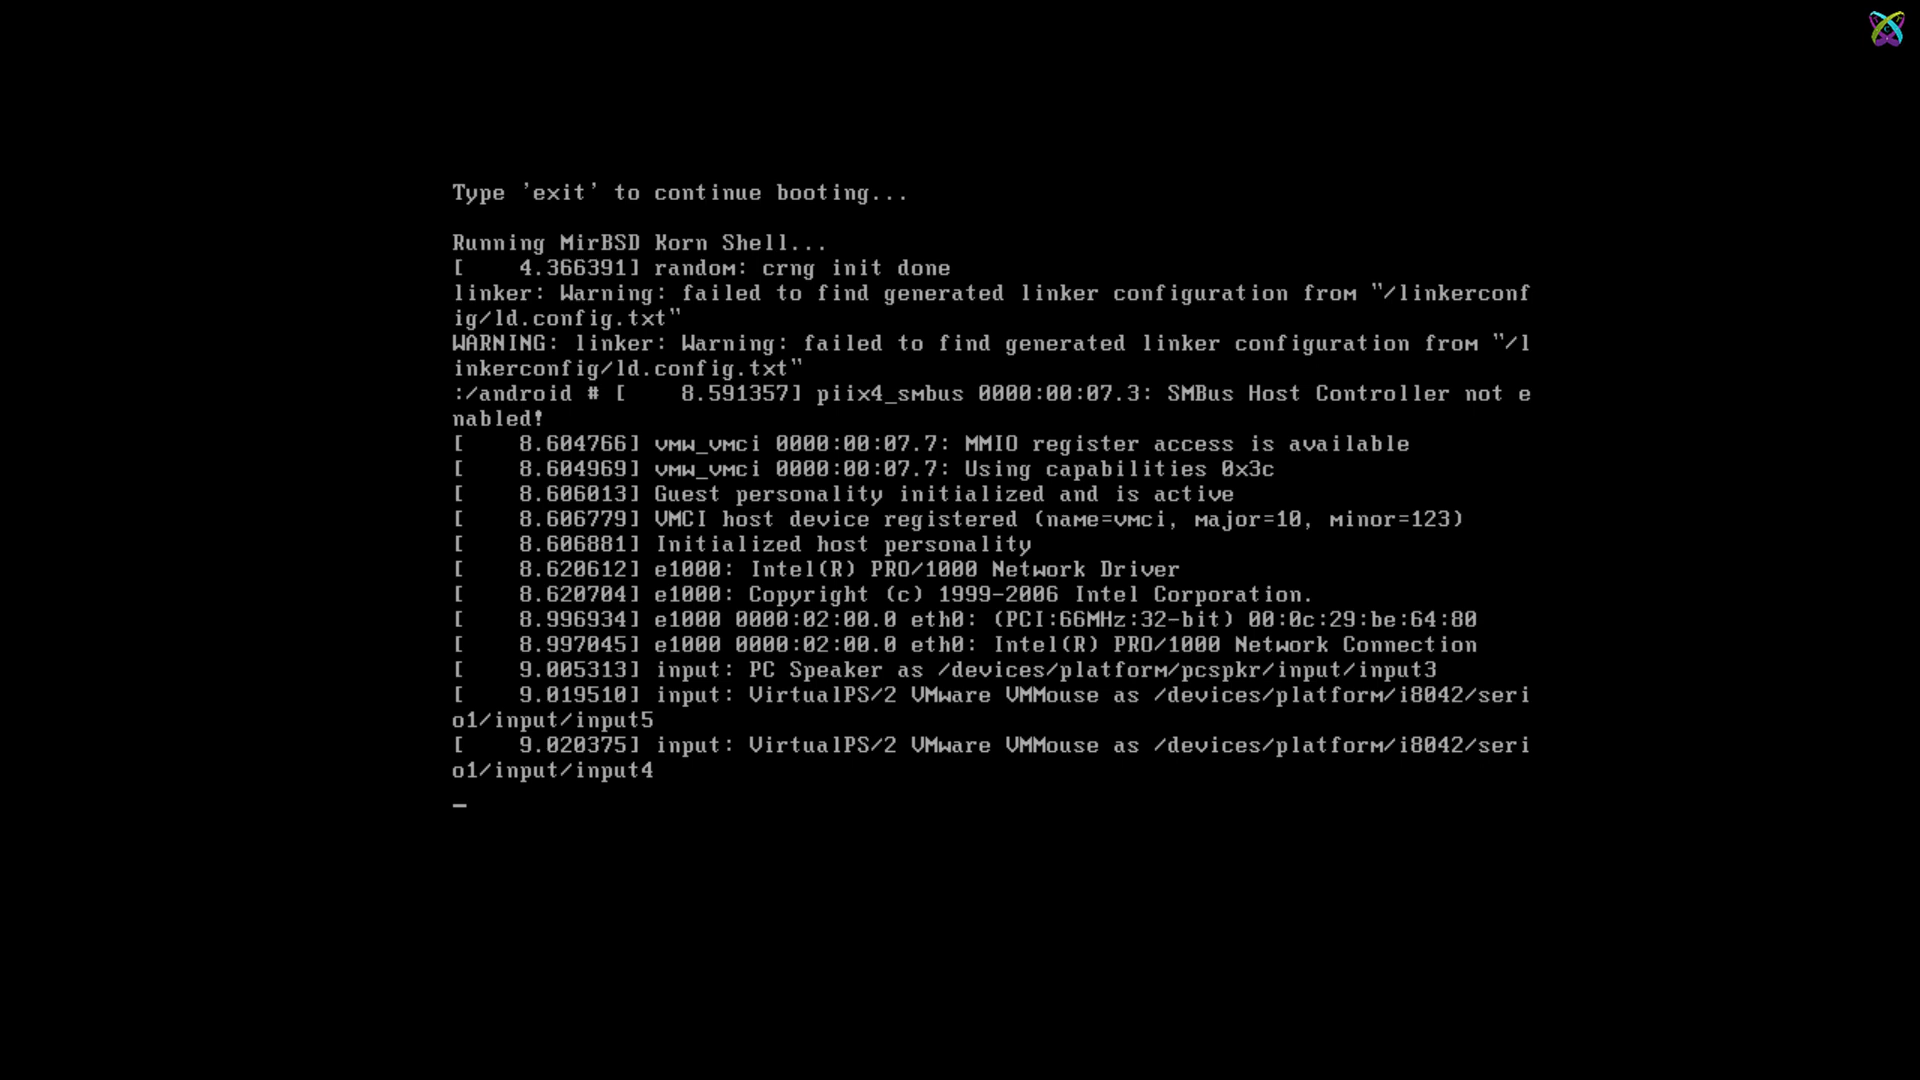 Type 'exit' to continue booting...
Running MirBSD Korn Shell...
[    4.366391] random: crng init done
linker: Warning: failed to find generated linker configuration from "/linkerconf
ig/ld.config.txt"
WARNING: linker: Warning: failed to find generated linker configuration from "/l
inkerconfig/ld.config.txt"
:/android # [    8.591357] piix4_smbus 0000:00:07.3: SMBus Host Controller not e
nabled!
[    8.604766] vmw_vmci 0000:00:07.7: MMIO register access is available
[    8.604969] vmw_vmci 0000:00:07.7: Using capabilities 0x3c
[    8.606013] Guest personality initialized and is active
[    8.606779] VMCI host device registered (name=vmci, major=10, minor=123)
[    8.606881] Initialized host personality
[    8.620612] e1000: Intel(R) PRO/1000 Network Driver
[    8.620704] e1000: Copyright (c) 1999-2006 Intel Corporation.
[    8.996934] e1000 0000:02:00.0 eth0: (PCI:66MHz:32-bit) 00:0c:29:be:64:80
[    8.997045] e1000 0000:02:00.0 eth0: Intel(R) PRO/1000 Network Connection
[    9.005313] input: PC Speaker as /devices/platform/pcspkr/input/input3
[    9.019510] input: VirtualPS/2 VMware VMMouse as /devices/platform/i8042/seri
o1/input/input5
[    9.020375] input: VirtualPS/2 VMware VMMouse as /devices/platform/i8042/seri
o1/input/input4
_